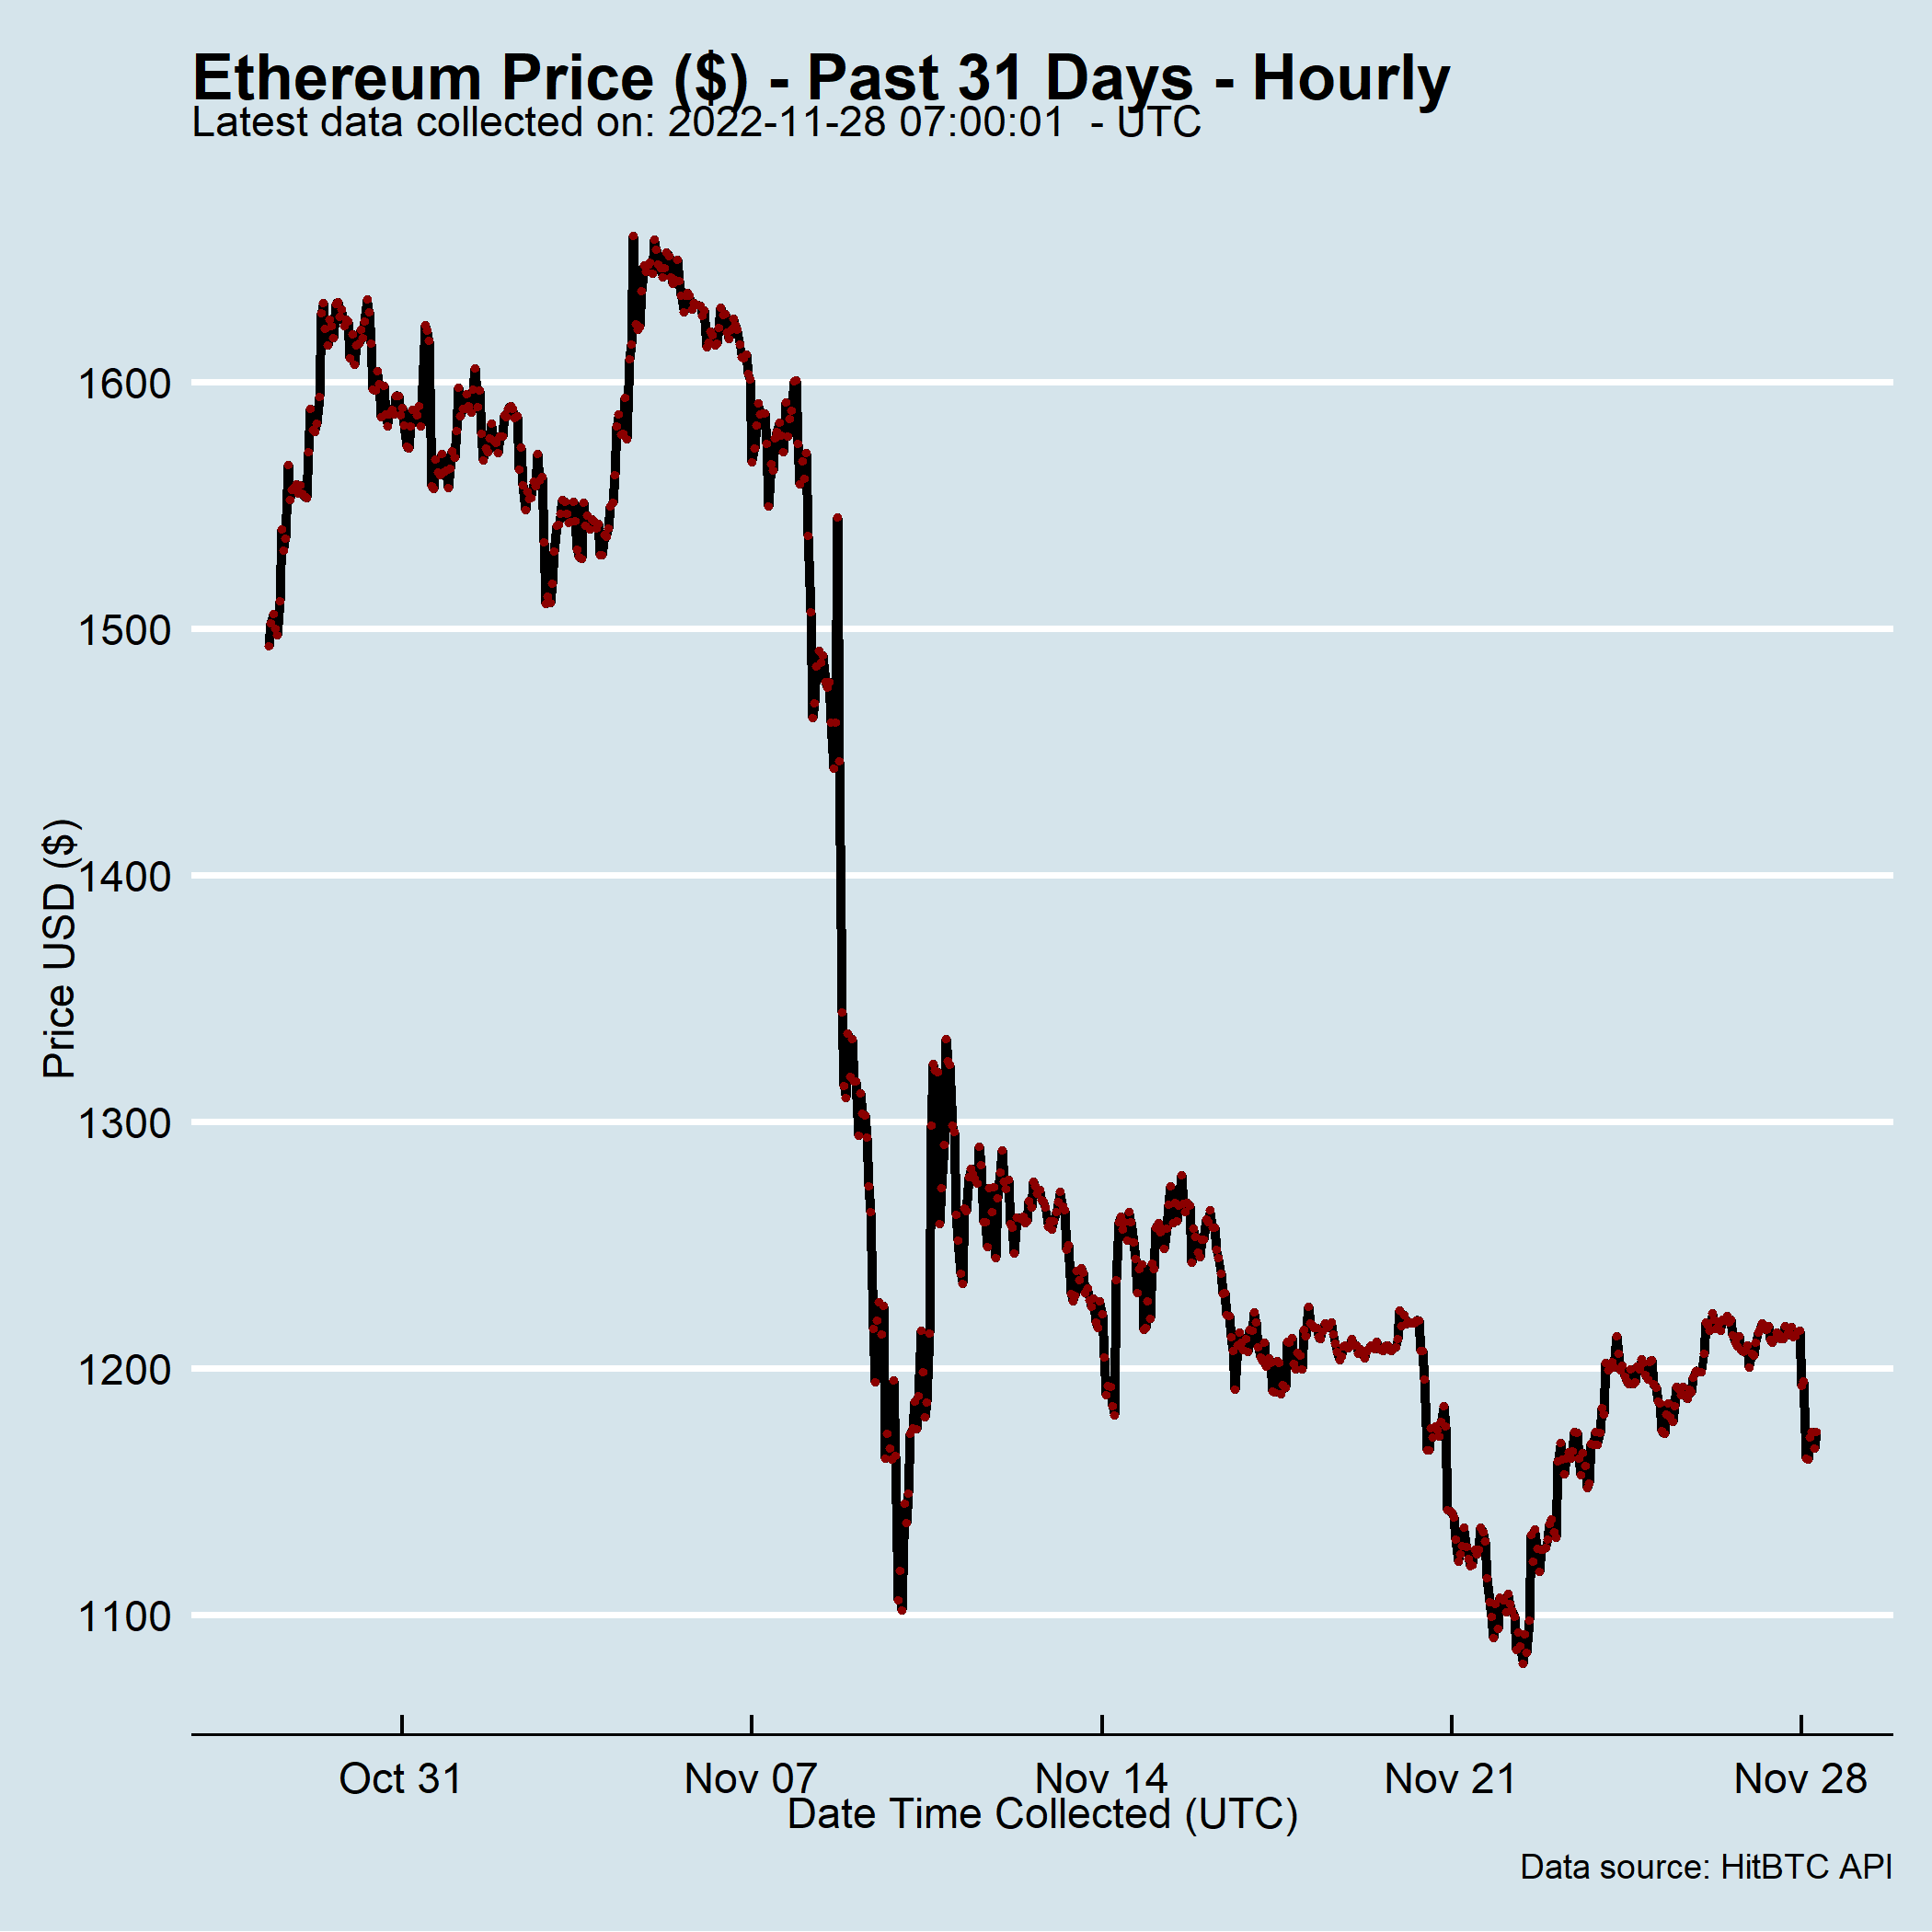 Ethereum Price ($) - Past 31 Days - Hourly
Latest data collected on: 2022-11-28 07:00:01  - UTC
Price USD ($)
1600
1500
1400
1300
1200
1100
Oct 31
Nov 07
Nov 14
Nov 21
Nov 28
Date Time Collected (UTC)
Data source: HitBTC API